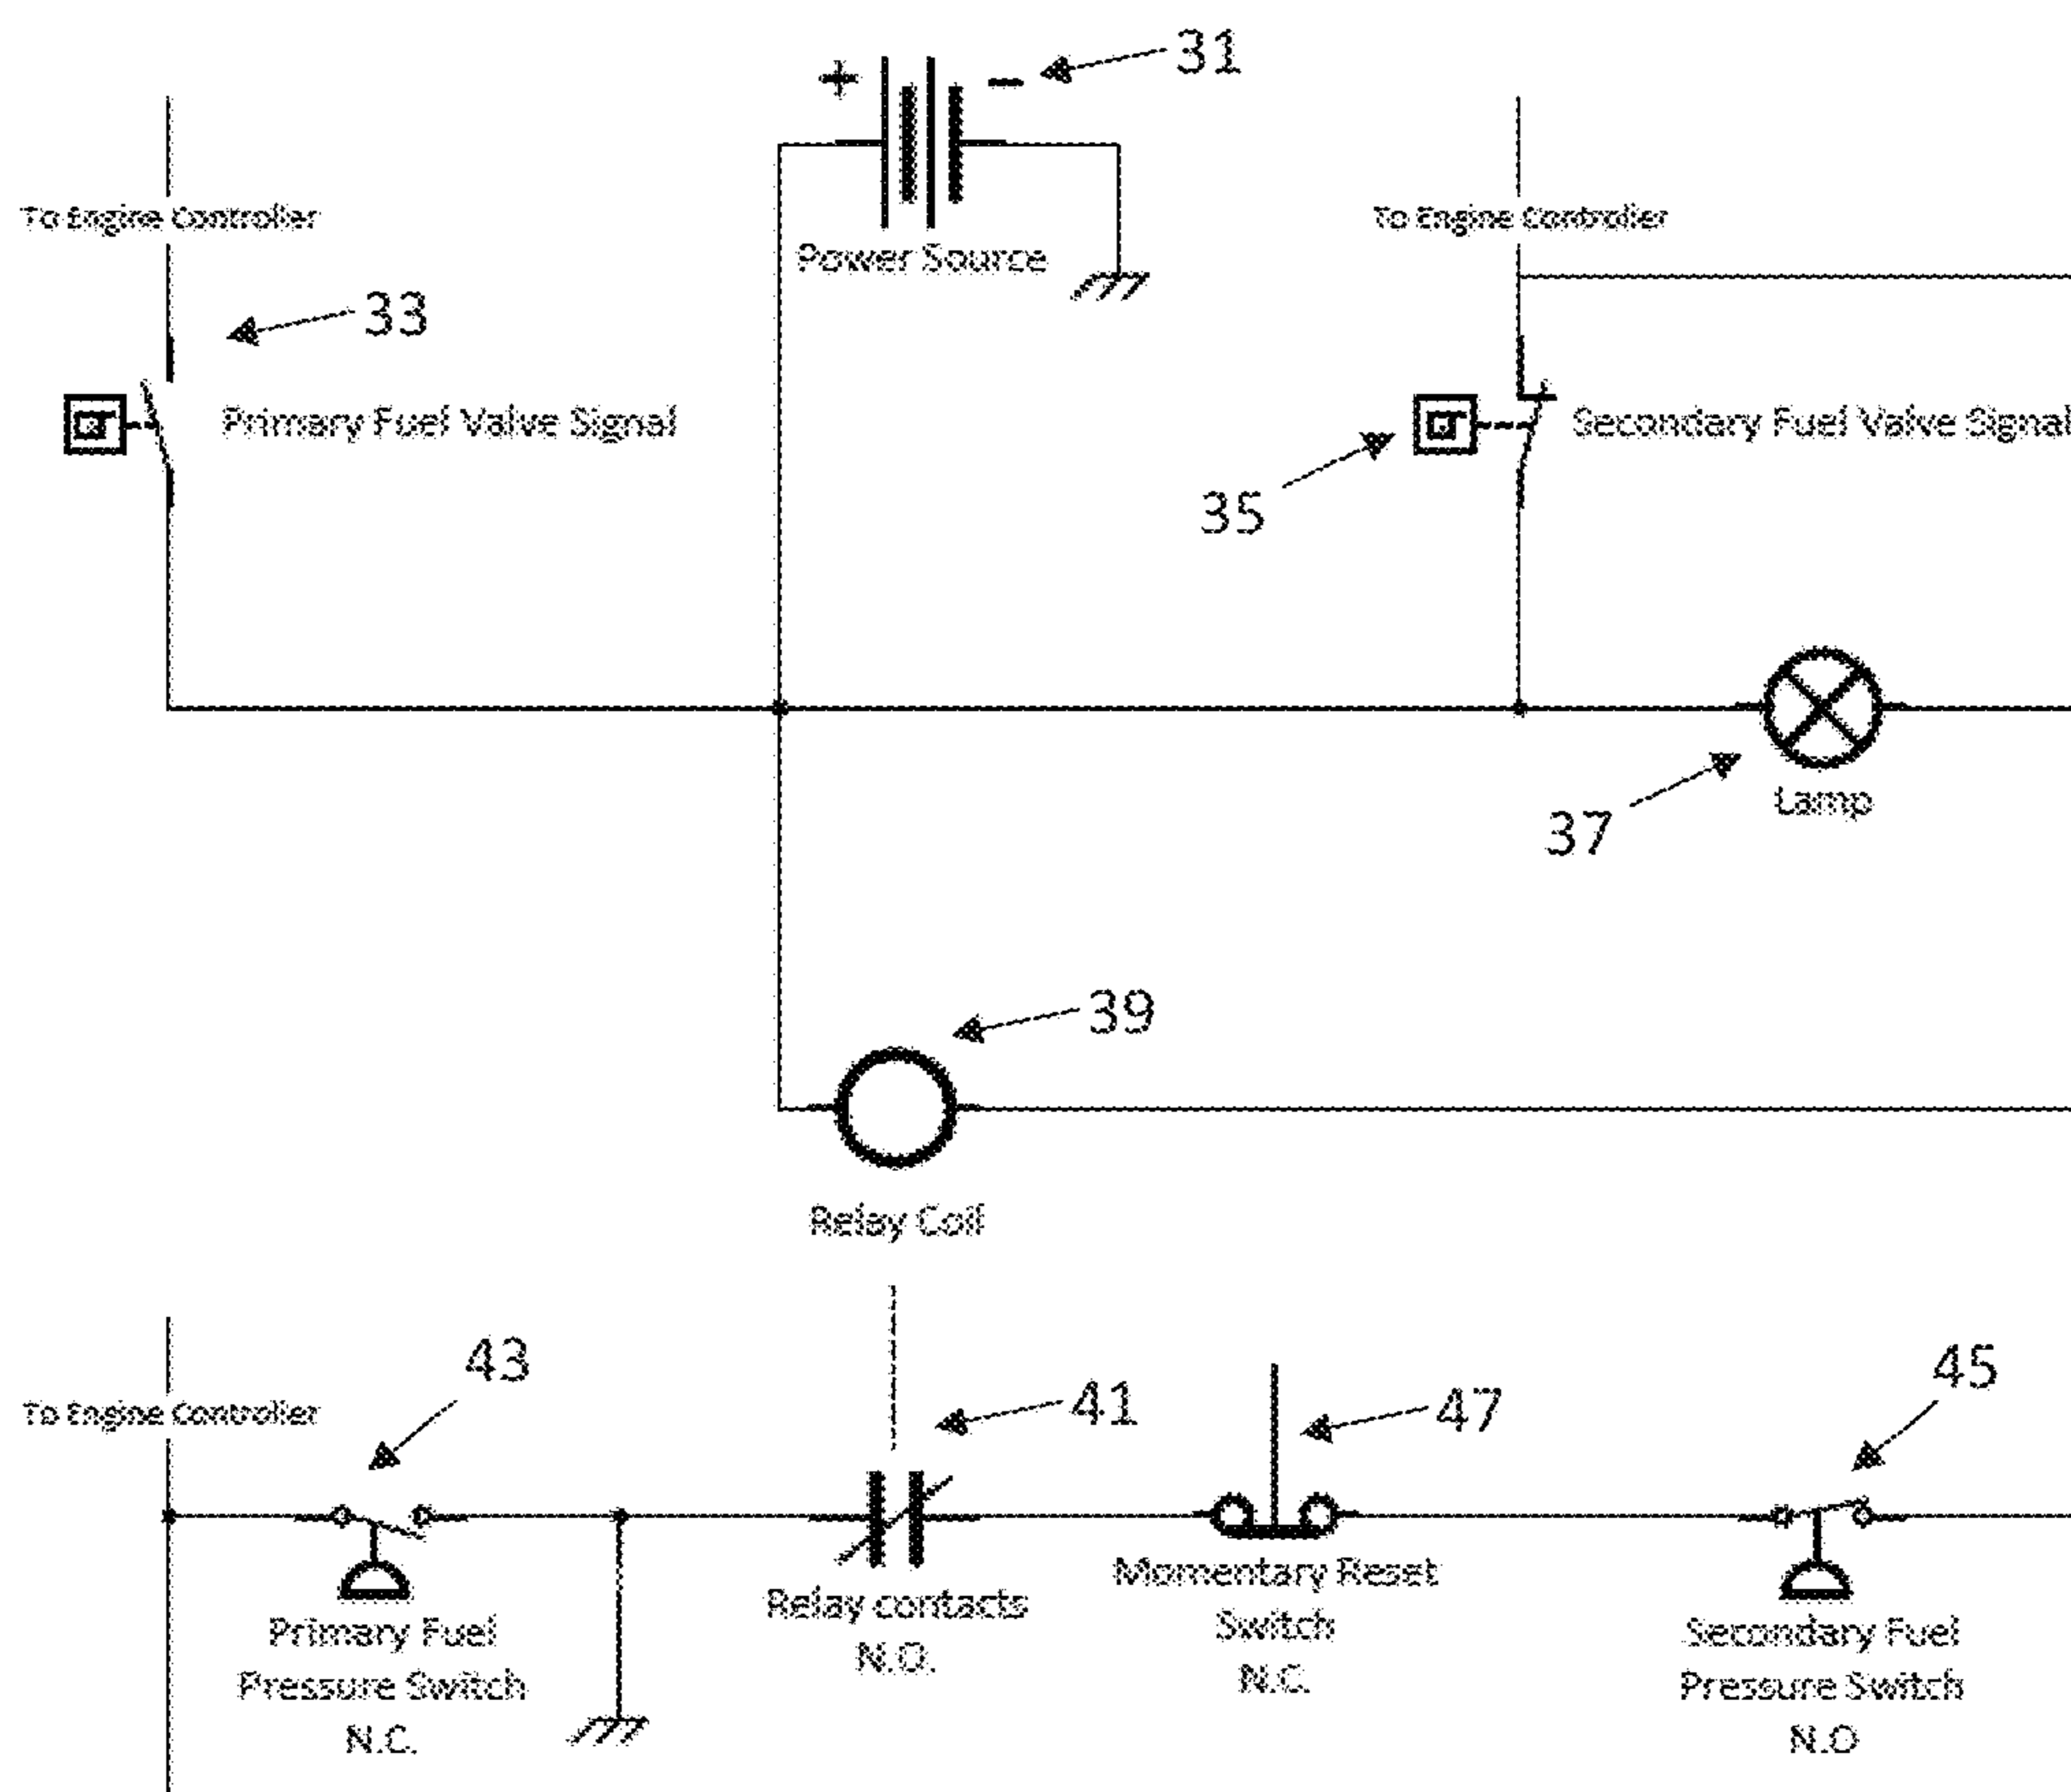 +
−
31
To Engine Controller
To Engine Controller
Power Source
33
Primary Fuel Valve Signal
Secondary Fuel Valve Signal
35
37
Lamp
39
Relay Coil
43
41
47
45
To Engine Controller
Relay contacts
N.O.
Momentary Reset
Switch
N.C.
Primary Fuel
Pressure Switch
N.C.
Secondary Fuel
Pressure Switch
N.O